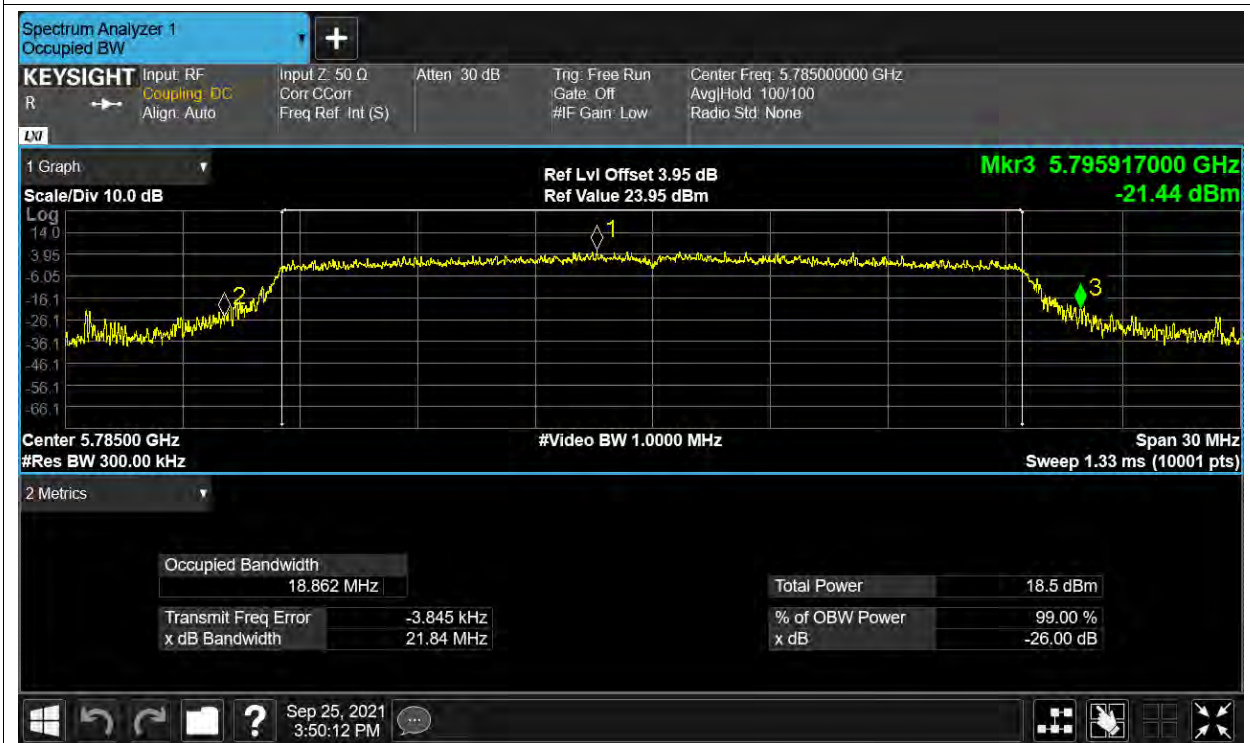 Spectrum Analyzer 1
Occupied BW
+
KEYSIGHT
R
LXI
Input: RF
Coupling: DC
Align: Auto
Input Z: 50 Ω
Corr CCorr
Freq Ref: Int (S)
Atten: 30 dB
Trig: Free Run
Gate: Off
#IF Gain: Low
Center Freq: 5.785000000 GHz
Avg|Hold: 100/100
Radio Std: None
1 Graph
Scale/Div 10.0 dB
Ref Lvl Offset 3.95 dB
Ref Value 23.95 dBm
Mkr3 5.795917000 GHz
-21.44 dBm
Log
14.0
3.95
-6.05
-16.1
-26.1
-36.1
-46.1
-56.1
-66.1
1
2
3
Center 5.78500 GHz
#Res BW 300.00 kHz
#Video BW 1.0000 MHz
Span 30 MHz
Sweep 1.33 ms (10001 pts)
2 Metrics
Occupied Bandwidth
18.862 MHz
Transmit Freq Error -3.845 kHz
x dB Bandwidth 21.84 MHz
Total Power 18.5 dBm
% of OBW Power 99.00 %
x dB -26.00 dB
?
Sep 25, 2021
3:50:12 PM